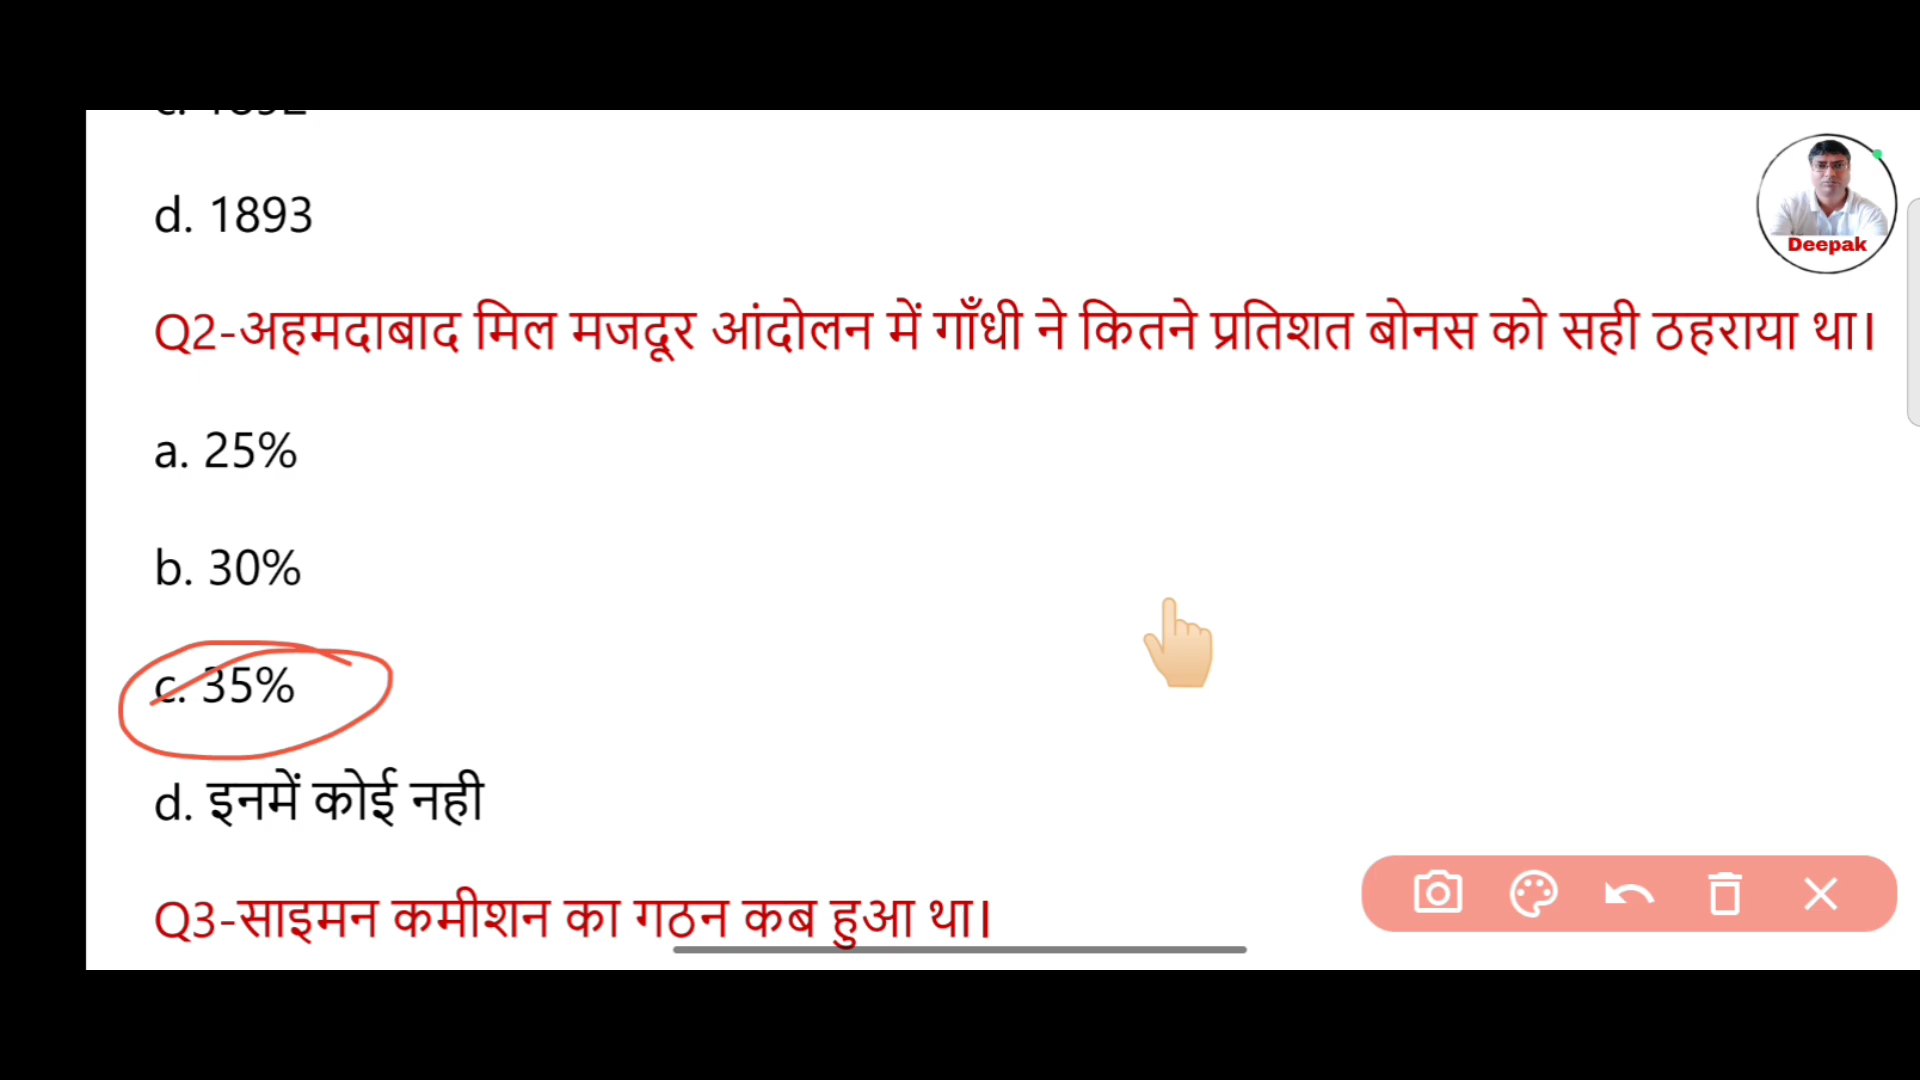 d. 1893
Deepak
Q2-अहमदाबाद मिल मजदूर आंदोलन में गाँधी ने कितने प्रतिशत बोनस को सही ठहराया था।
a. 25%
b. 30%
c. 35%
d. इनमें कोई नही
Q3-साइमन कमीशन का गठन कब हुआ था।